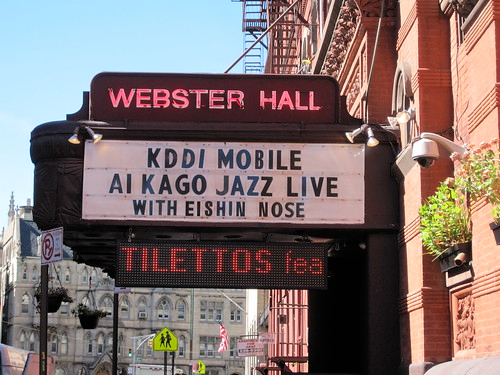 WEBSTER HALL
KDDI MOBILE
AI KAGO JAZZ LIVE
WITH EISHIN NOSE
TILETTOS fea